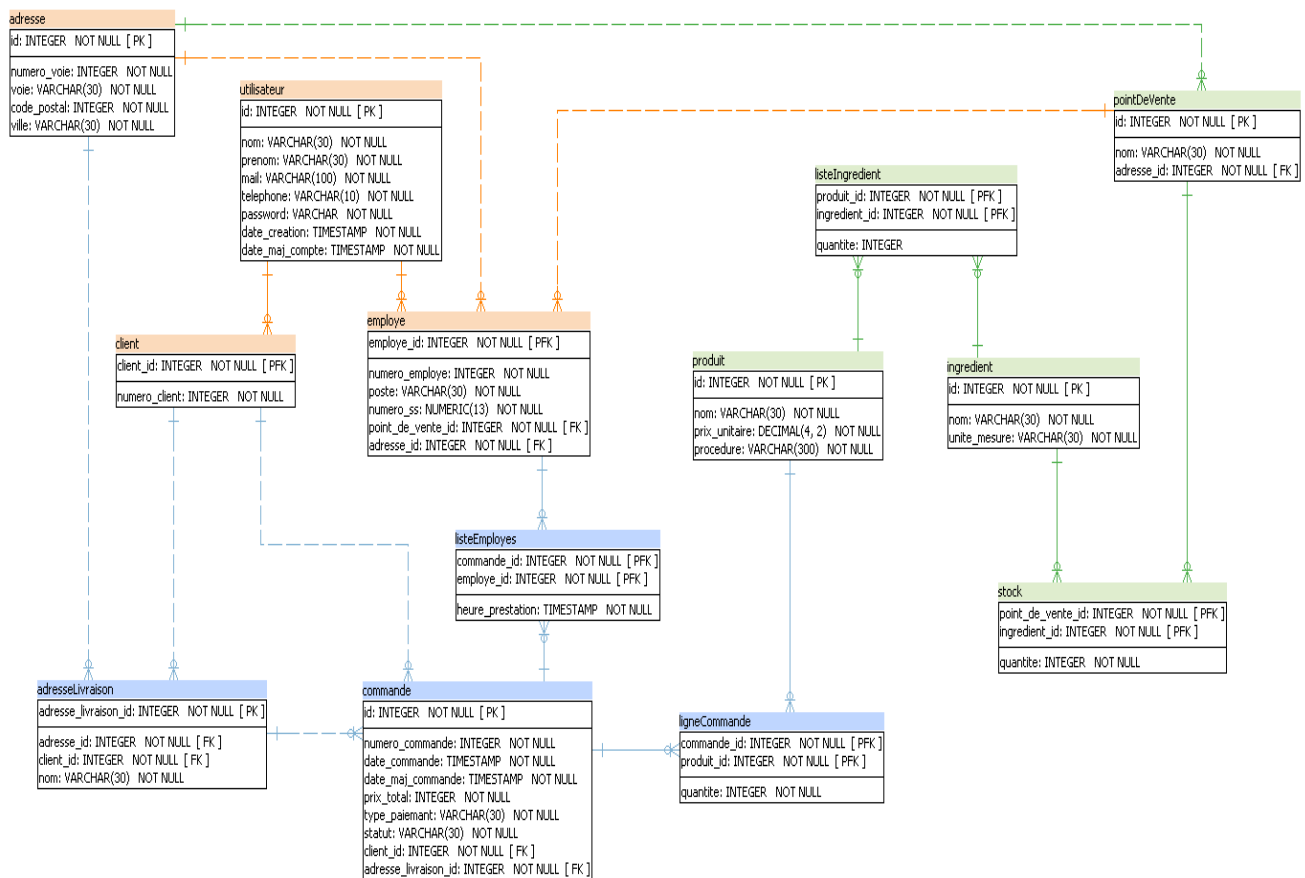 adresse
id: INTEGER NOT NULL [ PK ]
numero_voie: INTEGER NOT NULL
voie: VARCHAR(30) NOT NULL
code_postal: INTEGER NOT NULL
ville: VARCHAR(30) NOT NULL
utilisateur
id: INTEGER NOT NULL [ PK ]
nom: VARCHAR(30) NOT NULL
prenom: VARCHAR(30) NOT NULL
mail: VARCHAR(100) NOT NULL
telephone: VARCHAR(10) NOT NULL
password: VARCHAR NOT NULL
date_creation: TIMESTAMP NOT NULL
date_maj_compte: TIMESTAMP NOT NULL
pointDeVente
id: INTEGER NOT NULL [ PK ]
nom: VARCHAR(30) NOT NULL
adresse_id: INTEGER NOT NULL [ FK ]
listeIngredient
produit_id: INTEGER NOT NULL [ PFK ]
ingredient_id: INTEGER NOT NULL [ PFK ]
quantite: INTEGER
client
client_id: INTEGER NOT NULL [ PFK ]
numero_client: INTEGER NOT NULL
employe
employe_id: INTEGER NOT NULL [ PFK ]
numero_employe: INTEGER NOT NULL
poste: VARCHAR(30) NOT NULL
numero_ss: NUMERIC(13) NOT NULL
point_de_vente_id: INTEGER NOT NULL [ FK ]
adresse_id: INTEGER NOT NULL [ FK ]
produit
id: INTEGER NOT NULL [ PK ]
nom: VARCHAR(30) NOT NULL
prix_unitaire: DECIMAL(4, 2) NOT NULL
procedure: VARCHAR(300) NOT NULL
ingredient
id: INTEGER NOT NULL [ PK ]
nom: VARCHAR(30) NOT NULL
unite_mesure: VARCHAR(30) NOT NULL
listeEmployes
commande_id: INTEGER NOT NULL [ PFK ]
employe_id: INTEGER NOT NULL [ PFK ]
heure_prestation: TIMESTAMP NOT NULL
stock
point_de_vente_id: INTEGER NOT NULL [ PFK ]
ingredient_id: INTEGER NOT NULL [ PFK ]
quantite: INTEGER NOT NULL
adresseLivraison
adresse_livraison_id: INTEGER NOT NULL [ PK ]
adresse_id: INTEGER NOT NULL [ FK ]
client_id: INTEGER NOT NULL [ FK ]
nom: VARCHAR(30) NOT NULL
commande
id: INTEGER NOT NULL [ PK ]
numero_commande: INTEGER NOT NULL
date_commande: TIMESTAMP NOT NULL
date_maj_commande: TIMESTAMP NOT NULL
prix_total: INTEGER NOT NULL
type_paiemant: VARCHAR(30) NOT NULL
statut: VARCHAR(30) NOT NULL
client_id: INTEGER NOT NULL [ FK ]
adresse_livraison_id: INTEGER NOT NULL [ FK ]
ligneCommande
commande_id: INTEGER NOT NULL [ PFK ]
produit_id: INTEGER NOT NULL [ PFK ]
quantite: INTEGER NOT NULL